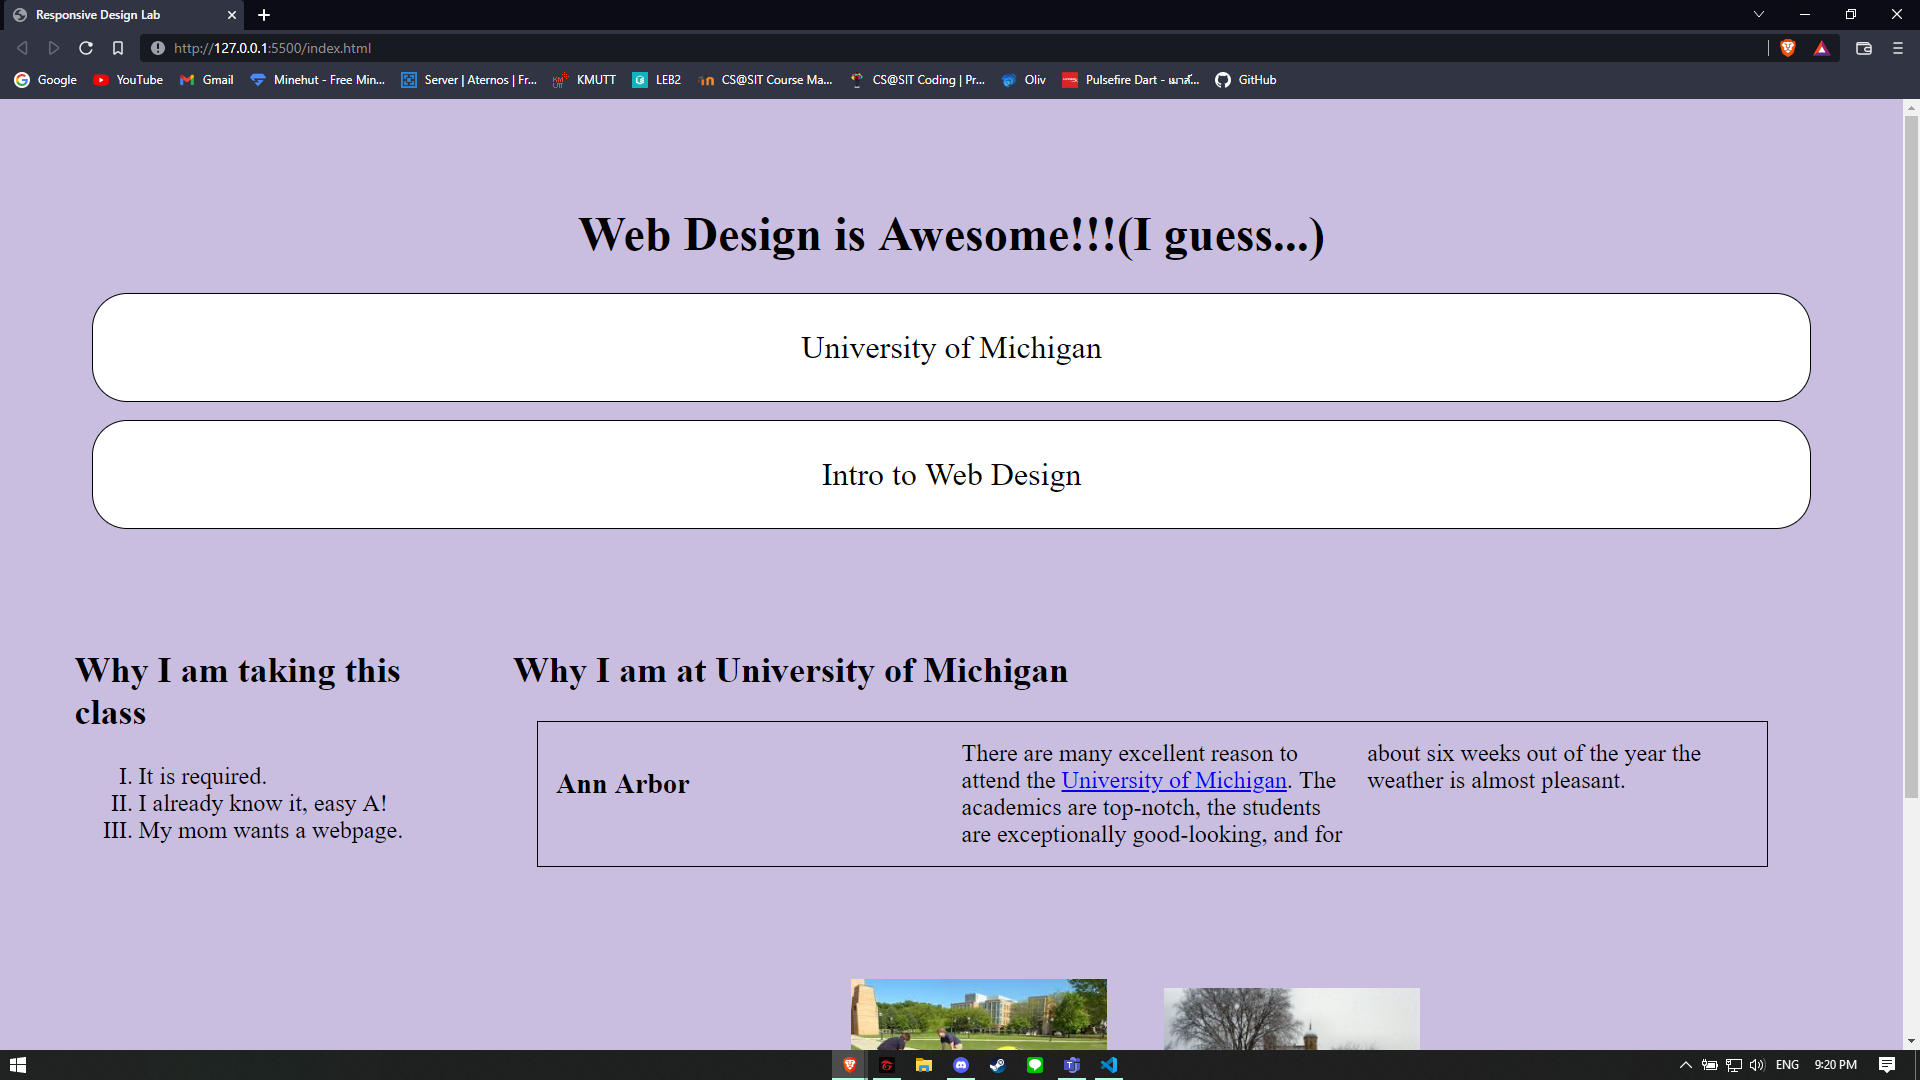 Responsive Design Lab
http://127.0.0.1:5500/index.html
Google YouTube Gmail Minehut - Free Min... Server | Aternos | Fr... KMUTT LEB2 CS@SIT Course Ma... CS@SIT Coding | Pr... Oliv Pulsefire Dart - เมาส์... GitHub
Web Design is Awesome!!!(I guess...)
University of Michigan
Intro to Web Design
Why I am taking this
class
I. It is required.
II. I already know it, easy A!
III. My mom wants a webpage.
Why I am at University of Michigan
Ann Arbor
There are many excellent reason to
attend the University of Michigan. The
academics are top-notch, the students
are exceptionally good-looking, and for
about six weeks out of the year the
weather is almost pleasant.
ENG 9:20 PM